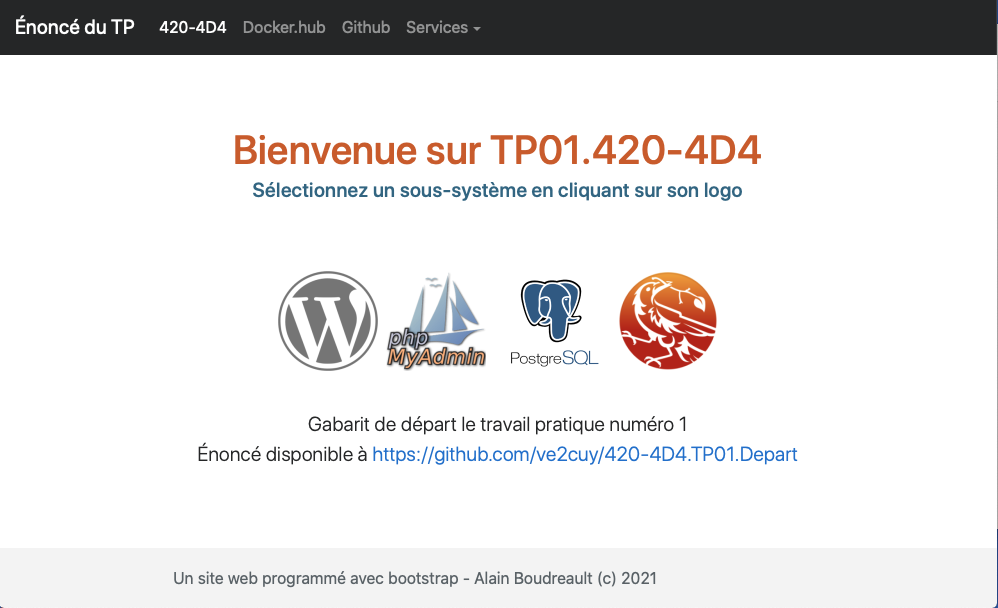 Énoncé du TP 420-4D4 Docker.hub Github Services
Bienvenue sur TP01.420-4D4
Sélectionnez un sous-système en cliquant sur son logo
W
php
MyAdmin
PostgreSQL
Gabarit de départ le travail pratique numéro 1
Énoncé disponible à https://github.com/ve2cuy/420-4D4.TP01.Depart
Un site web programmé avec bootstrap - Alain Boudreault (c) 2021